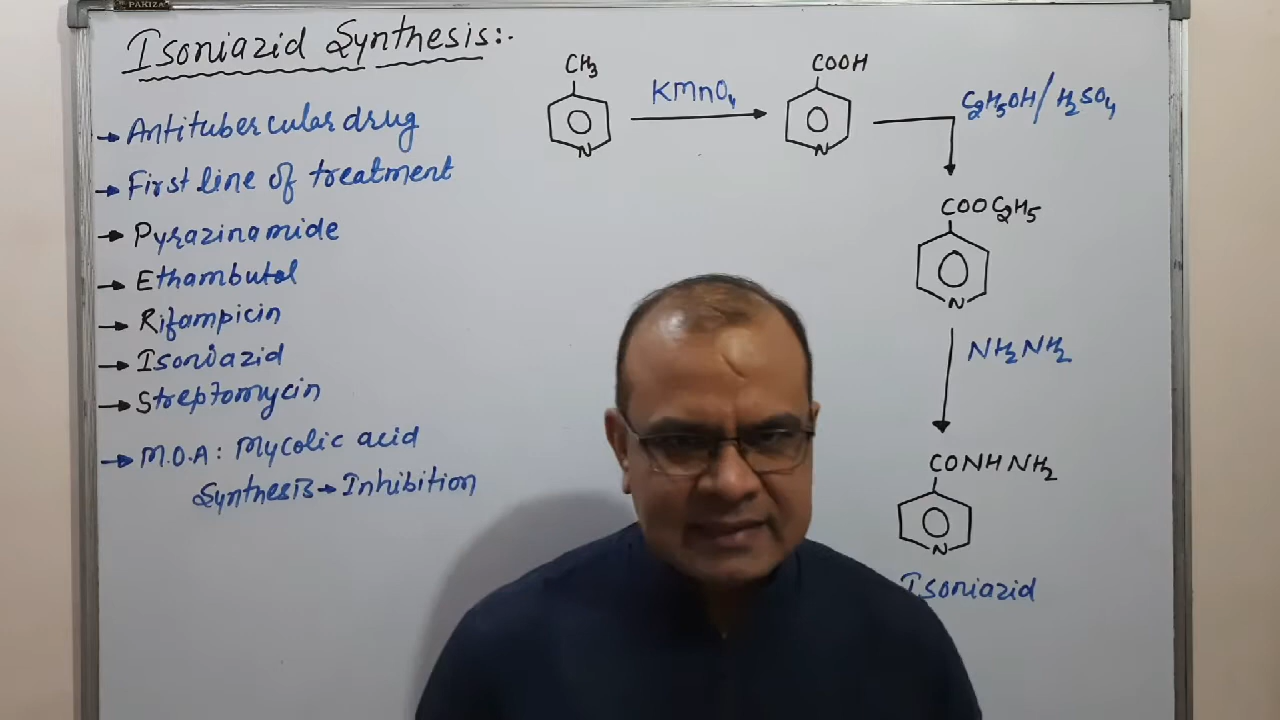 PARIZA
Isoniazid Synthesis:-
→ Antitubercular drug
→ First line of treatment
→ Pyrazinamide
→ Ethambutol
→ Rifampicin
→ Isoniazid
→ Streptomycin
→ M.O.A: Mycolic acid
Synthesis → Inhibition
CH₃
N
KMnO₄
COOH
N
C₂H₅OH/H₂SO₄
COOC₂H₅
N
NH₂NH₂
CONHNH₂
N
Isoniazid